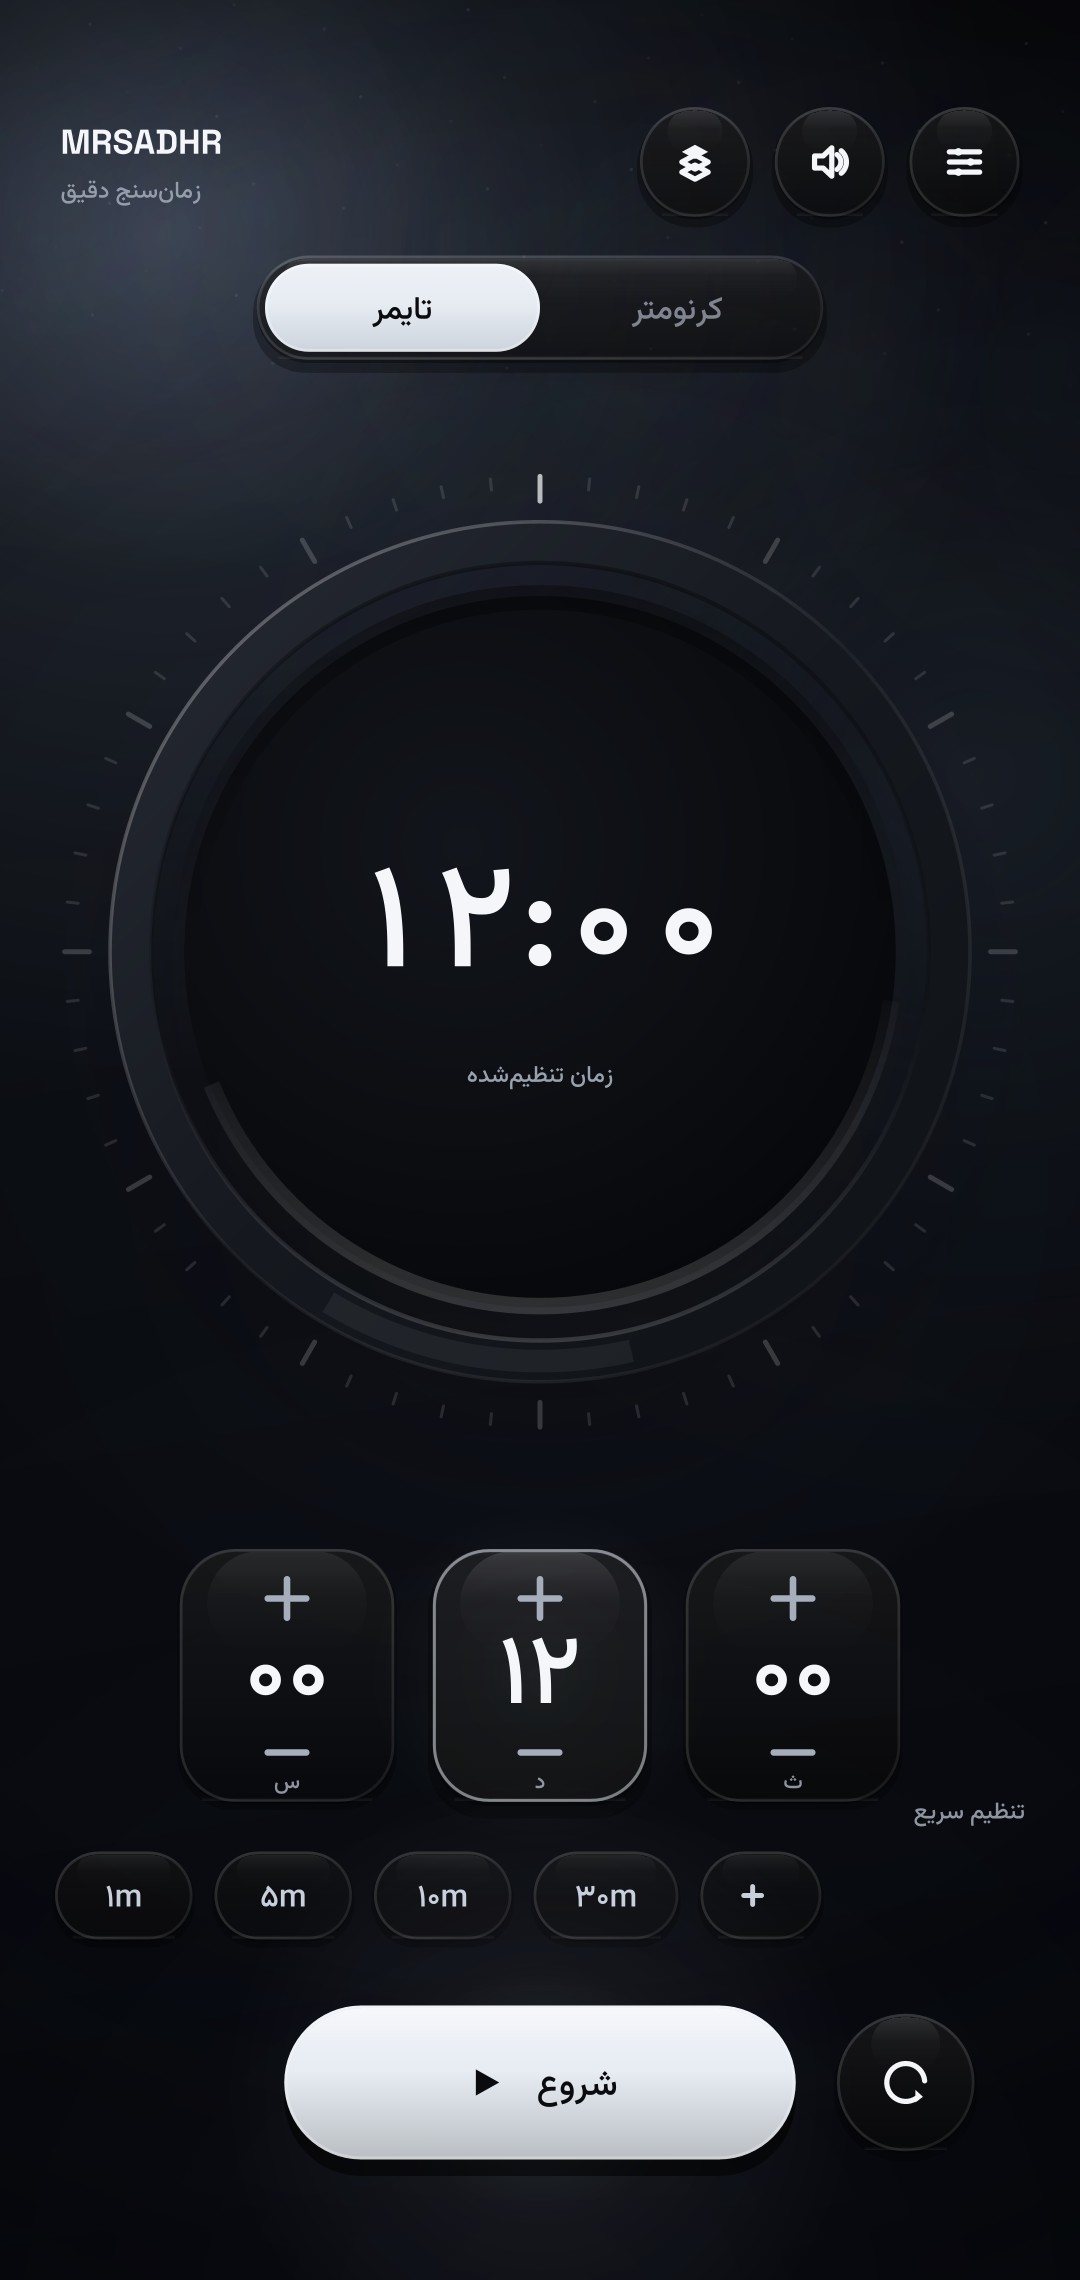 MRSADHR
زمان‌سنج دقیق
تایمر
کرنومتر
۱۲:۰۰
زمان تنظیم‌شده
۰۰
۱۲
۰۰
س
د
ث
تنظیم سریع
۱m
۵m
۱۰m
۳۰m
+
شروع